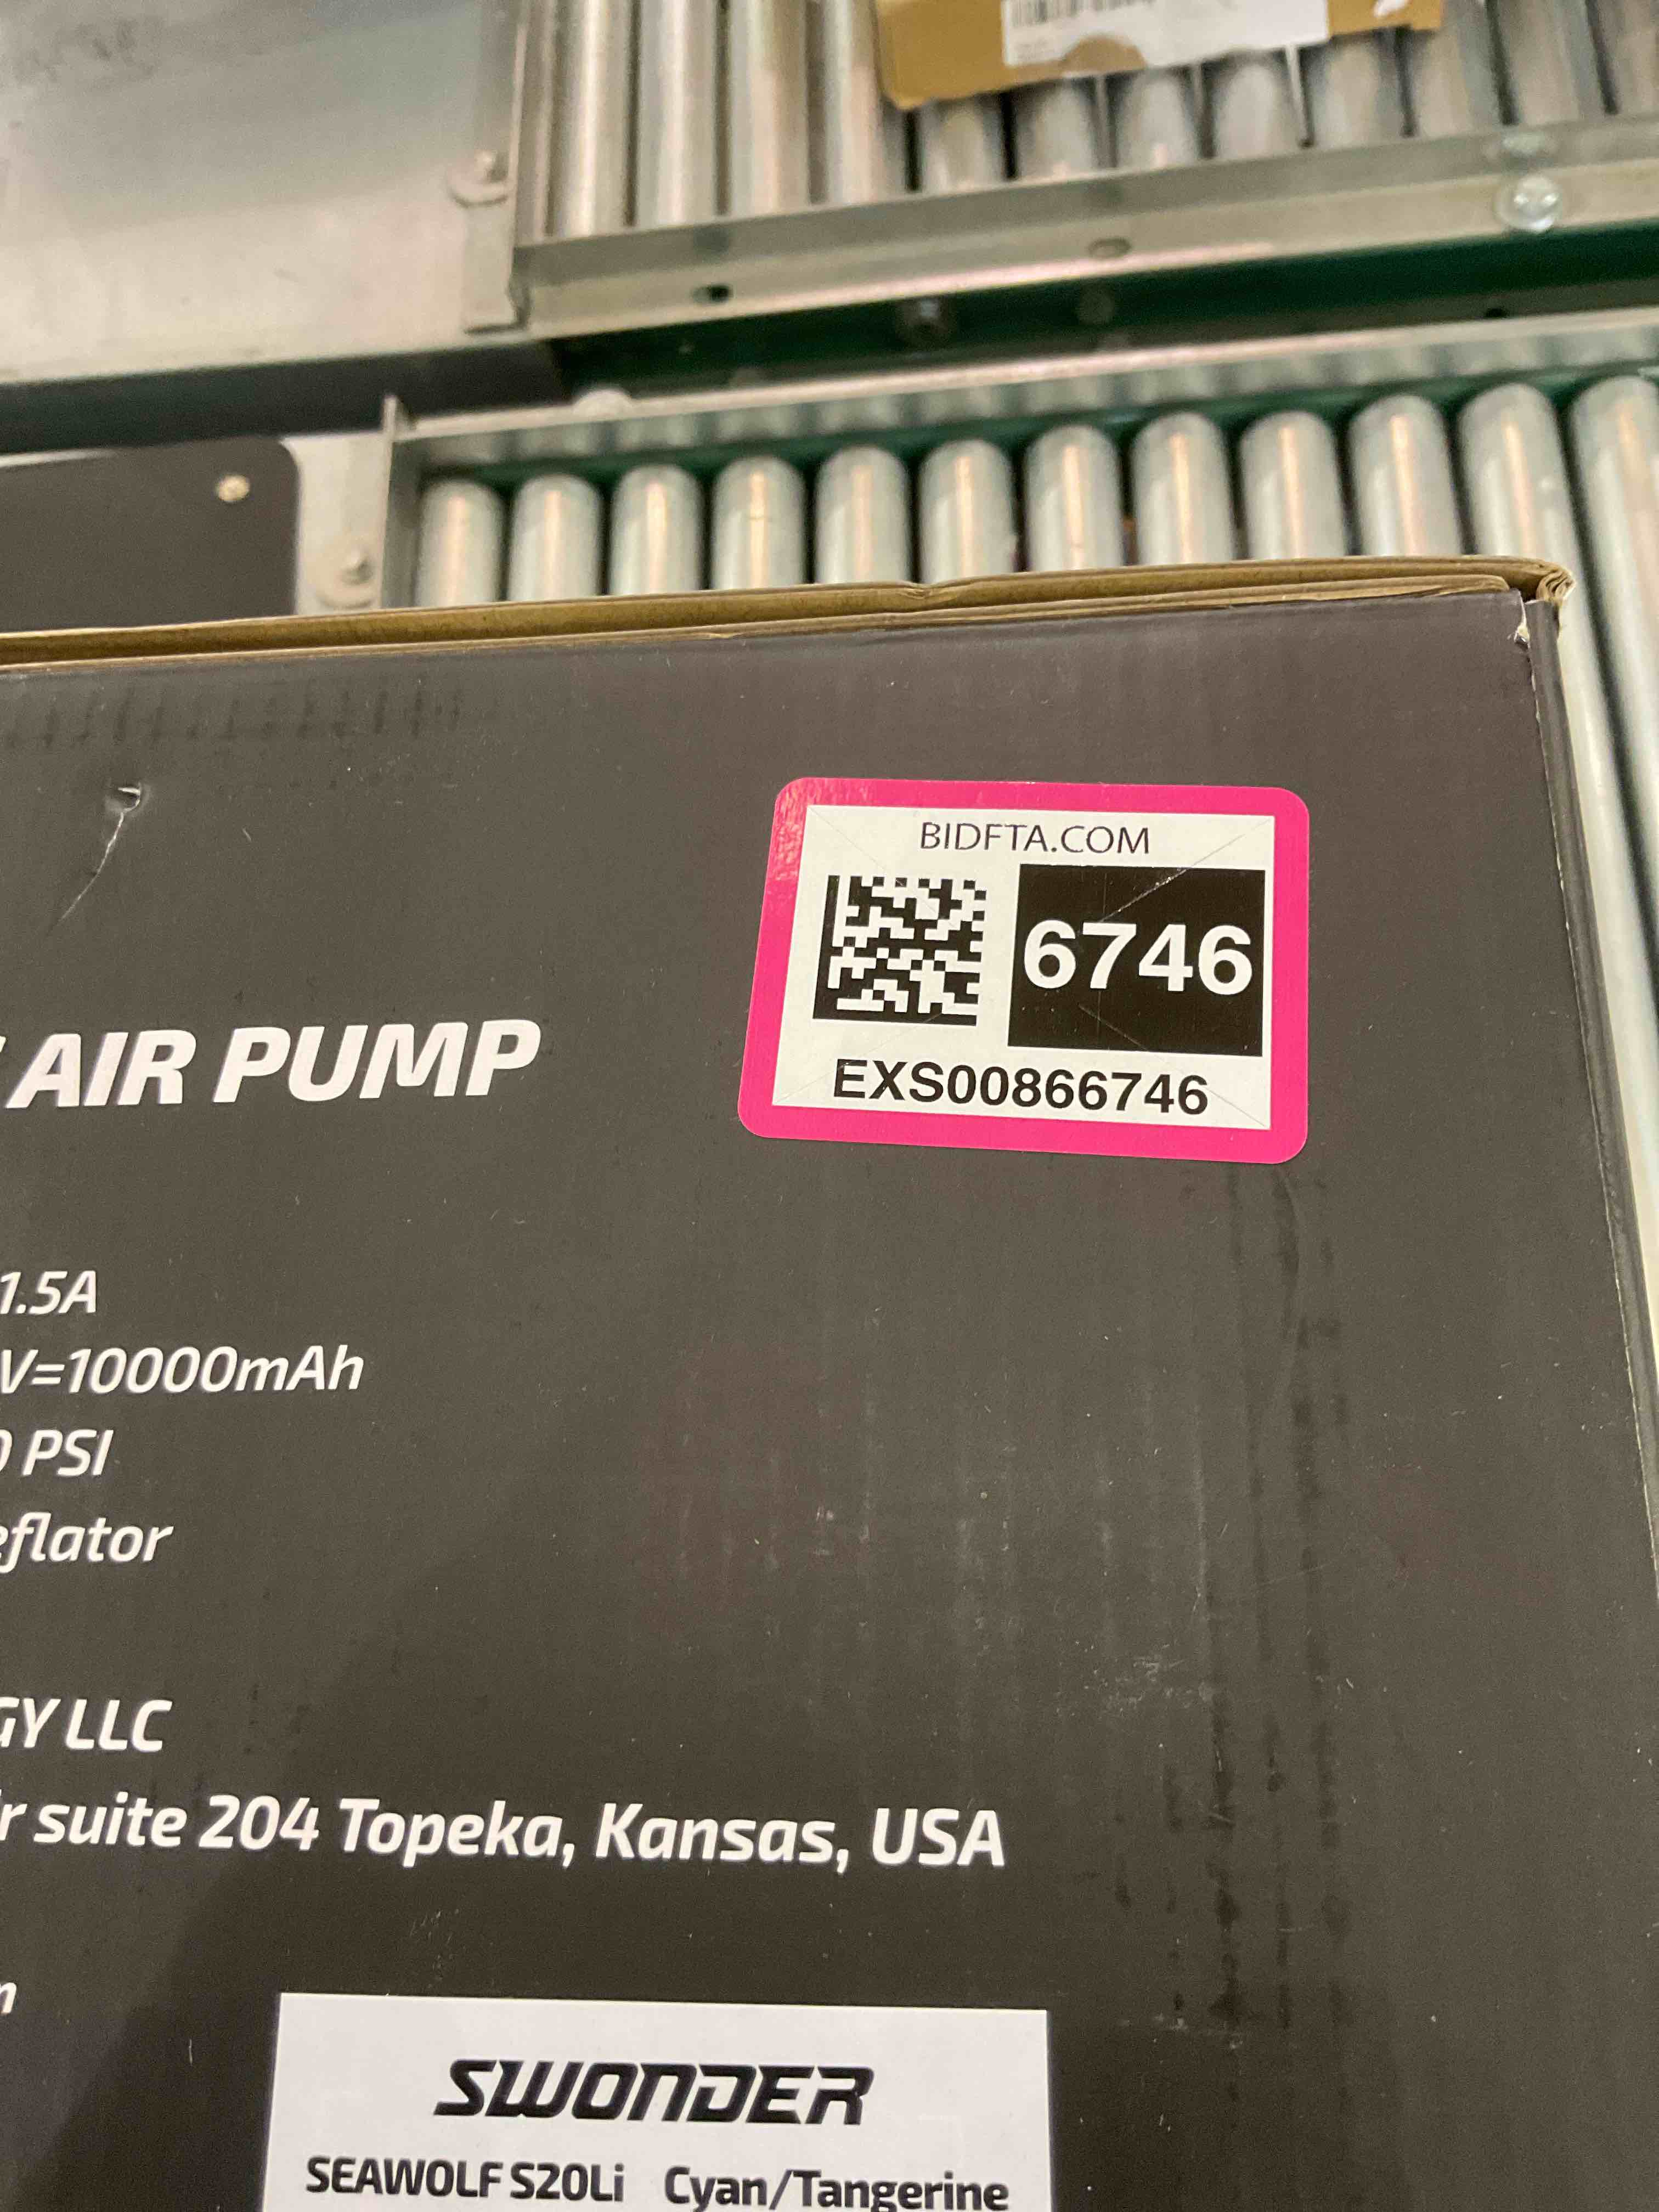 BIDFTA.COM
6746
EXS00866746
AIR PUMP
1.5A
V=10000mAh
PSI
eflator
GY LLC
r suite 204 Topeka, Kansas, USA
n
SWONDER
SEAWOLF S20Li Cyan/Tangerine